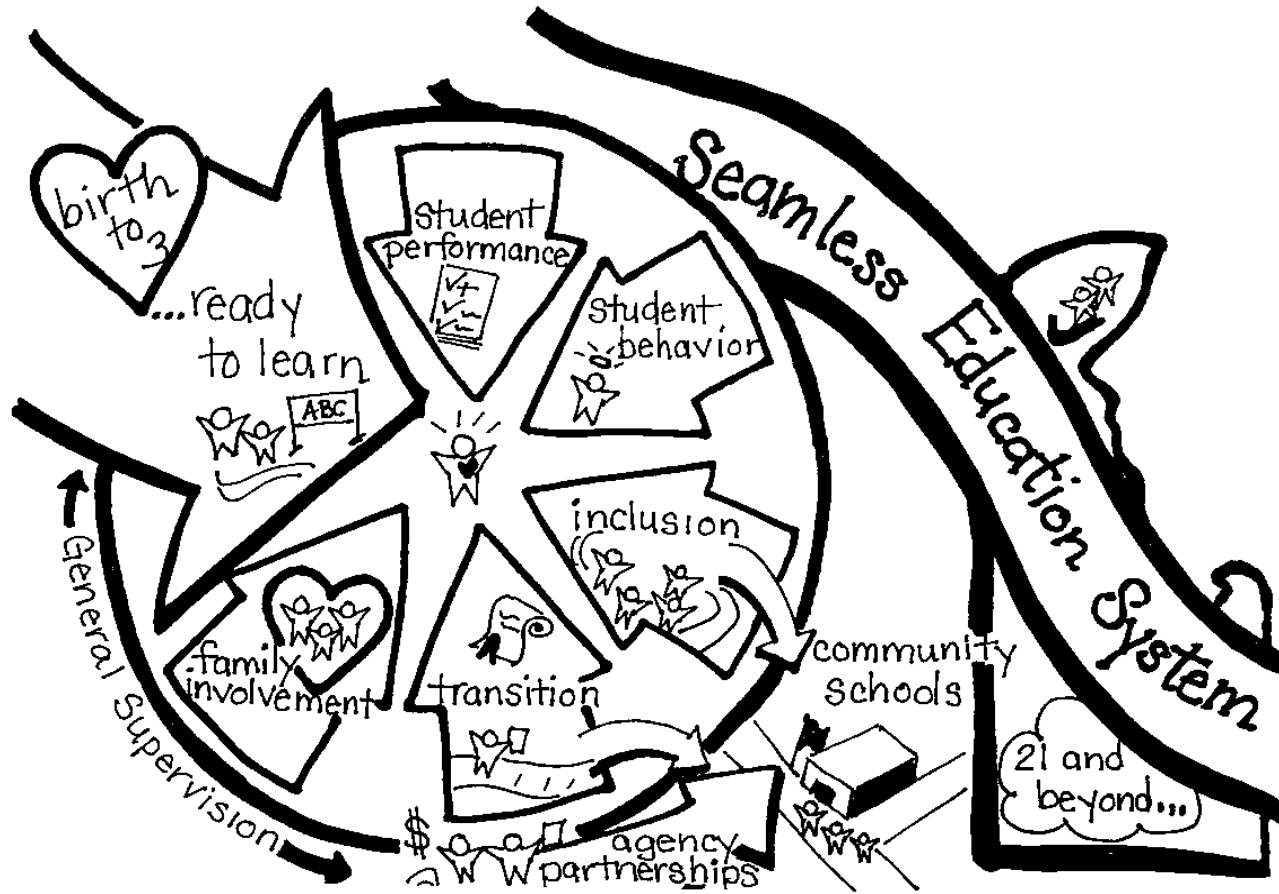 birth
to 3
...ready
to learn
ABC
student
performance
student
behavior
inclusion
transition
family
involvement
General Supervision
$
agency
partnerships
community
schools
Seamless Education System
21 and
beyond...